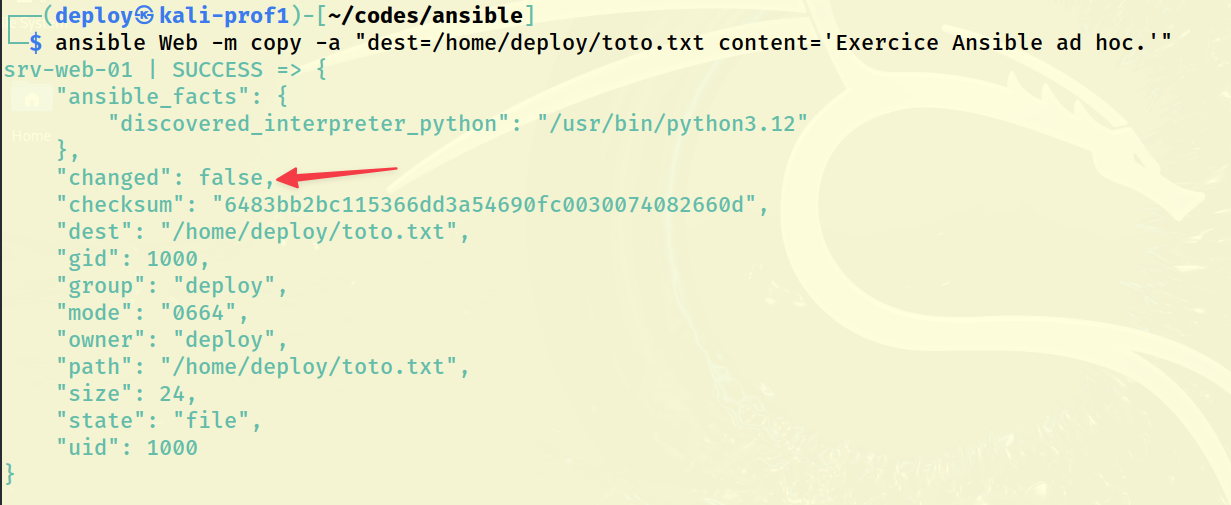 ┌──(deploy㉿kali-prof1)-[~/codes/ansible]
└─$ ansible Web -m copy -a "dest=/home/deploy/toto.txt content='Exercice Ansible ad hoc.'"
srv-web-01 | SUCCESS => {
    "ansible_facts": {
        "discovered_interpreter_python": "/usr/bin/python3.12"
Home
    },
    "changed": false,
    "checksum": "6483bb2bc115366dd3a54690fc0030074082660d",
    "dest": "/home/deploy/toto.txt",
    "gid": 1000,
    "group": "deploy",
    "mode": "0664",
    "owner": "deploy",
    "path": "/home/deploy/toto.txt",
    "size": 24,
    "state": "file",
    "uid": 1000
}